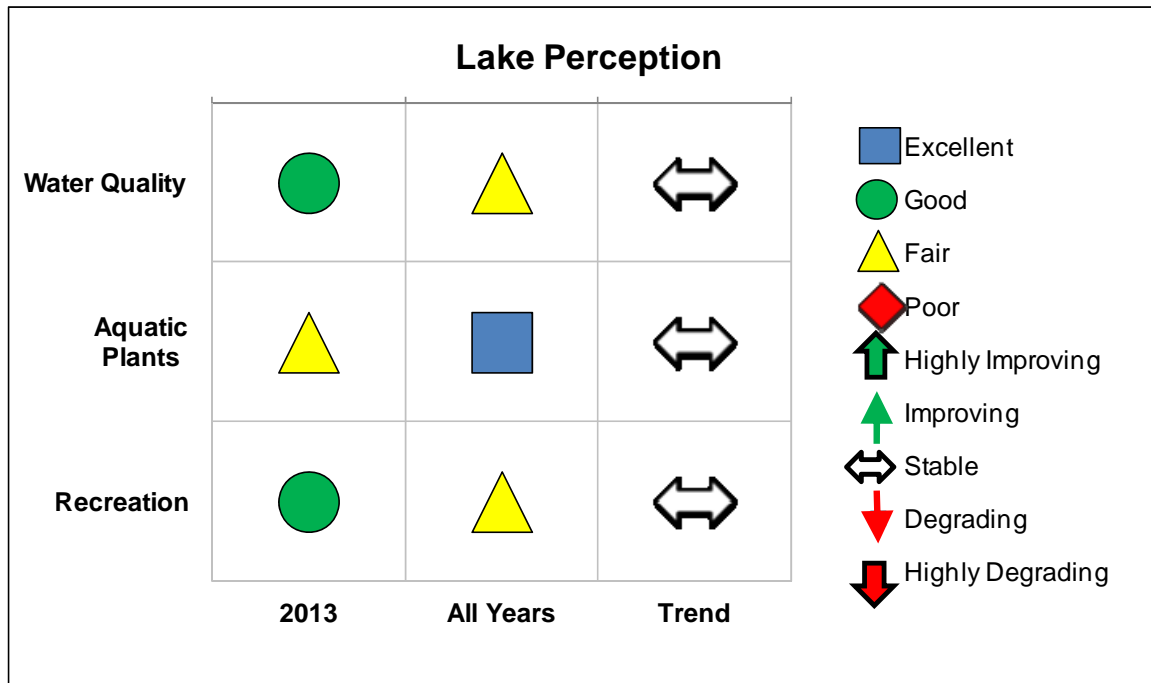 Lake Perception
Water Quality
Aquatic
Plants
Recreation
2013
All Years
Trend
Excellent
Good
Fair
Poor
Highly Improving
Improving
Stable
Degrading
Highly Degrading